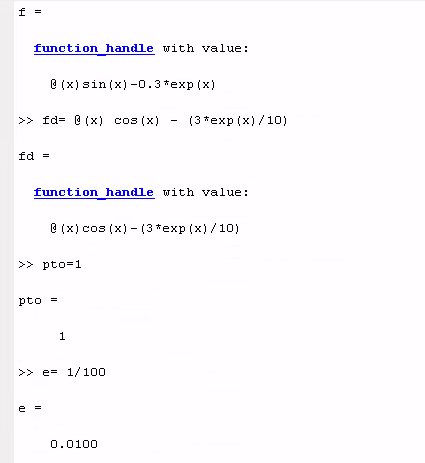 f =
function_handle with value:
@(x)sin(x)-0.3*exp(x)
>> fd= @(x) cos(x) - (3*exp(x)/10)
fd =
function_handle with value:
@(x)cos(x)-(3*exp(x)/10)
>> pto=1
pto =
1
>> e= 1/100
e =
0.0100